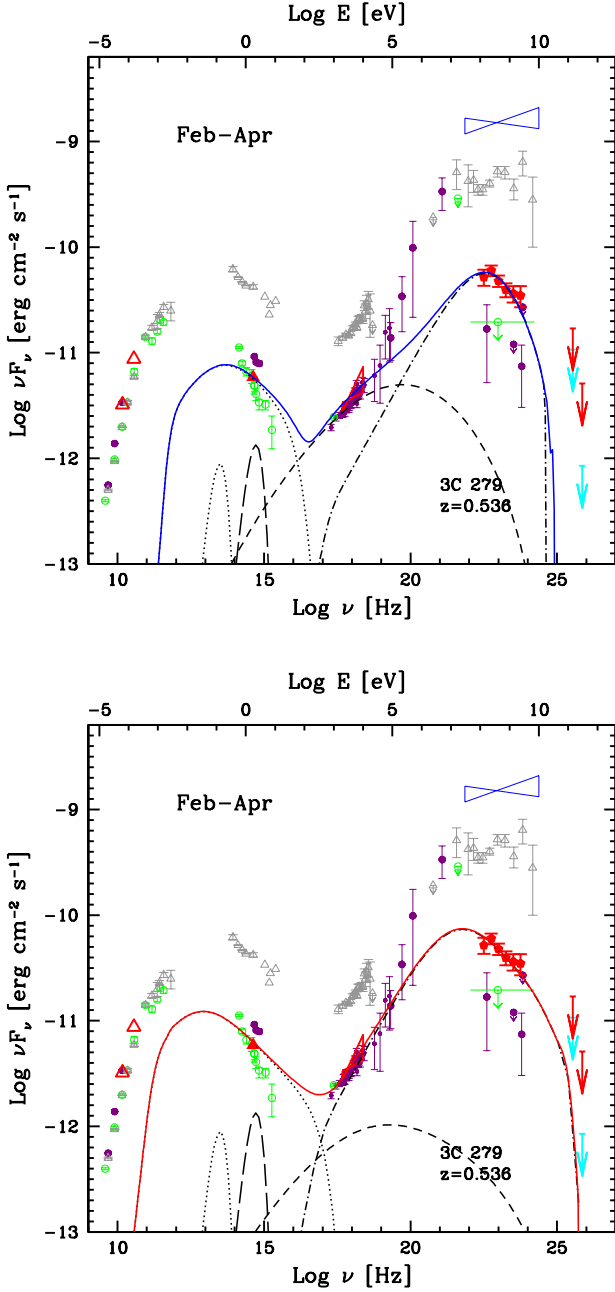 Log E [eV]
−5 0 5 10
Feb−Apr
−9
−10
−11
−12
−13
Log νFν [erg cm−2 s−1]
3C 279
z=0.536
10 15 20 25
Log ν [Hz]
Log E [eV]
−5 0 5 10
Feb−Apr
−9
−10
−11
−12
−13
Log νFν [erg cm−2 s−1]
3C 279
z=0.536
10 15 20 25
Log ν [Hz]